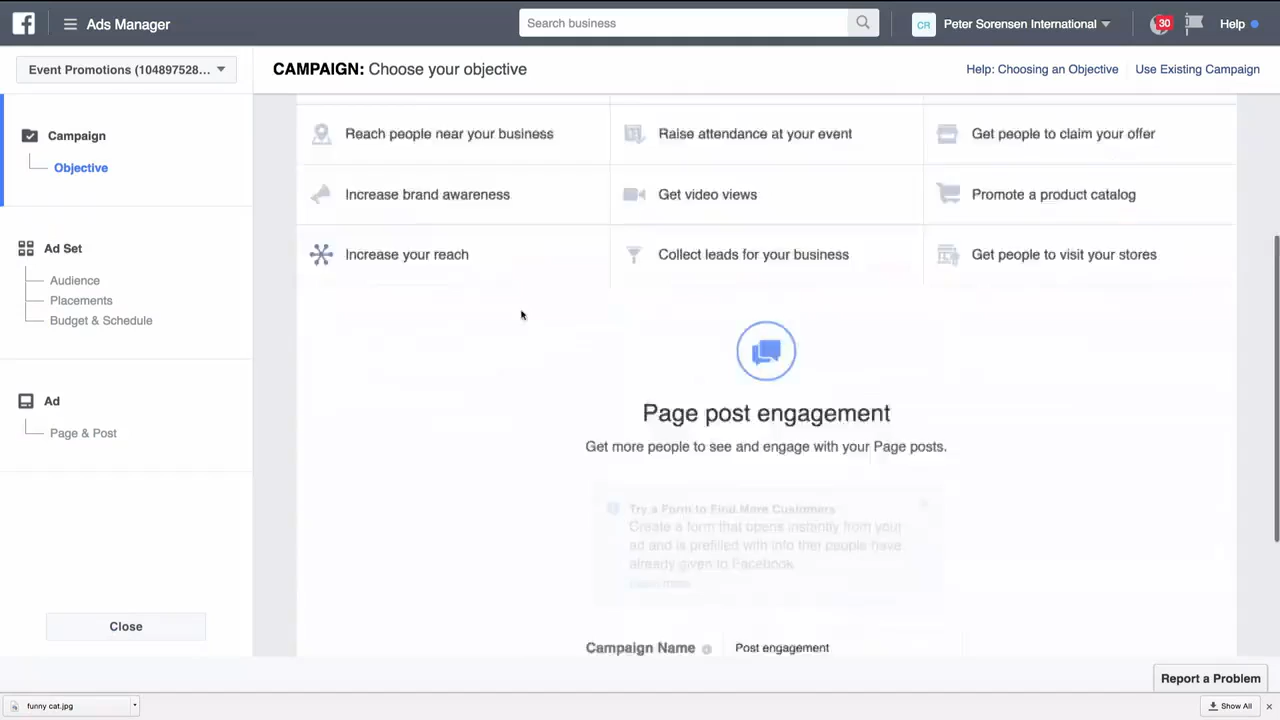 Ads Manager
Search business
CR
Peter Sorensen International
30
Help
Event Promotions (104897528...
CAMPAIGN: Choose your objective
Help: Choosing an Objective
Use Existing Campaign
Campaign
Objective
Ad Set
Audience
Placements
Budget & Schedule
Ad
Page & Post
Close
Reach people near your business
Raise attendance at your event
Get people to claim your offer
Increase brand awareness
Get video views
Promote a product catalog
Increase your reach
Collect leads for your business
Get people to visit your stores
Page post engagement
Get more people to see and engage with your Page posts.
Try a Form to Find More Customers
Create a form that opens instantly from your
ad and is prefilled with info that people have
already given to Facebook.
Learn more
Campaign Name
Post engagement
Report a Problem
funny cat.jpg
Show All